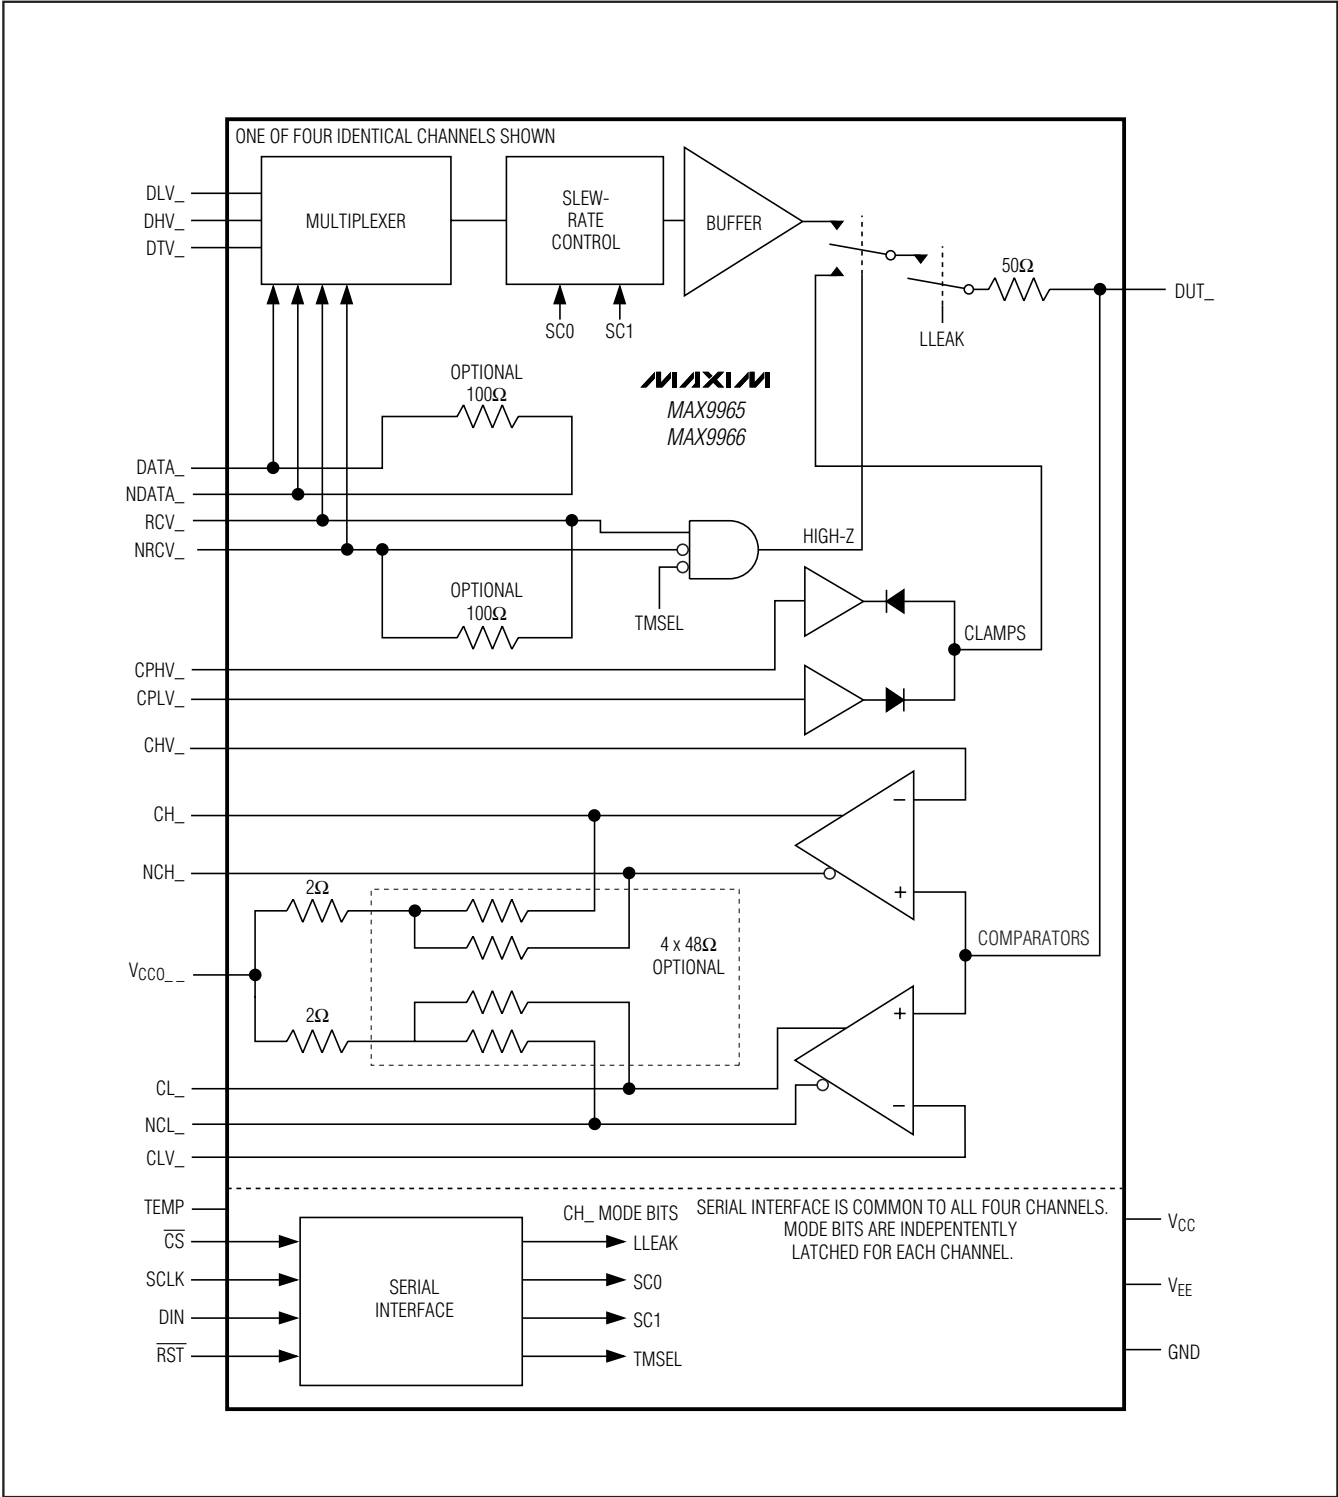 ONE OF FOUR IDENTICAL CHANNELS SHOWN
DLV_
DHV_
DTV_
MULTIPLEXER
SLEW-
RATE
CONTROL
BUFFER
SC0
SC1
50Ω
DUT_
LLEAK
OPTIONAL
100Ω
MAXIM
MAX9965
MAX9966
DATA_
NDATA_
RCV_
NRCV_
HIGH-Z
OPTIONAL
100Ω
TMSEL
CLAMPS
CPHV_
CPLV_
CHV_
CH_
NCH_
−
+
2Ω
4 x 48Ω
OPTIONAL
COMPARATORS
VCCO_ _
2Ω
+
−
CL_
NCL_
CLV_
TEMP
CS
SCLK
DIN
RST
SERIAL
INTERFACE
CH_ MODE BITS
LLEAK
SC0
SC1
TMSEL
SERIAL INTERFACE IS COMMON TO ALL FOUR CHANNELS.
MODE BITS ARE INDEPENTENTLY
LATCHED FOR EACH CHANNEL.
VCC
VEE
GND